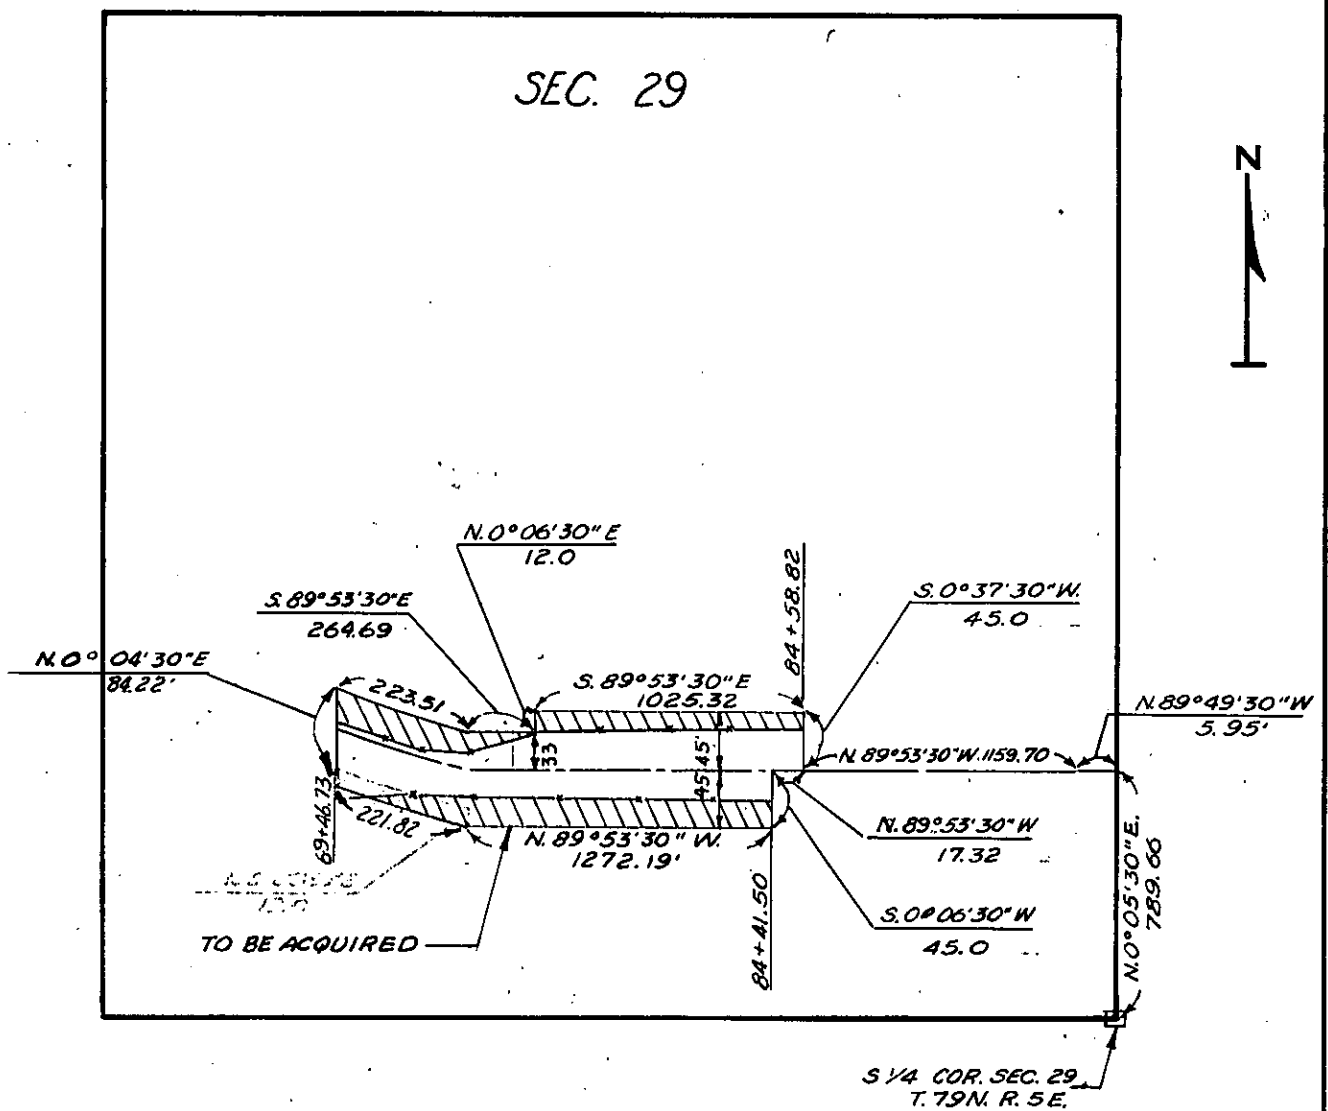 SEC. 29
N
N. 0° 06' 30" E
12.0
S. 89° 53' 30" E
264.69
84+58.82
S. 0° 37' 30" W.
45.0
N. 0° 04' 30" E
84.22'
223.51
S. 89° 53' 30" E
1025.32
N. 89° 49' 30" W
5.95'
33
45' 45'
N. 89° 53' 30" W. 1159.70
69+46.73
221.82
N. 89° 53' 30" W.
1272.19'
N. 89° 53' 30" W
17.32
TO BE ACQUIRED
84+41.50
S. 0° 06' 30" W
45.0
N. 0° 05' 30" E.
789.66
S 1/4 COR. SEC. 29
T. 79N. R. 5E.